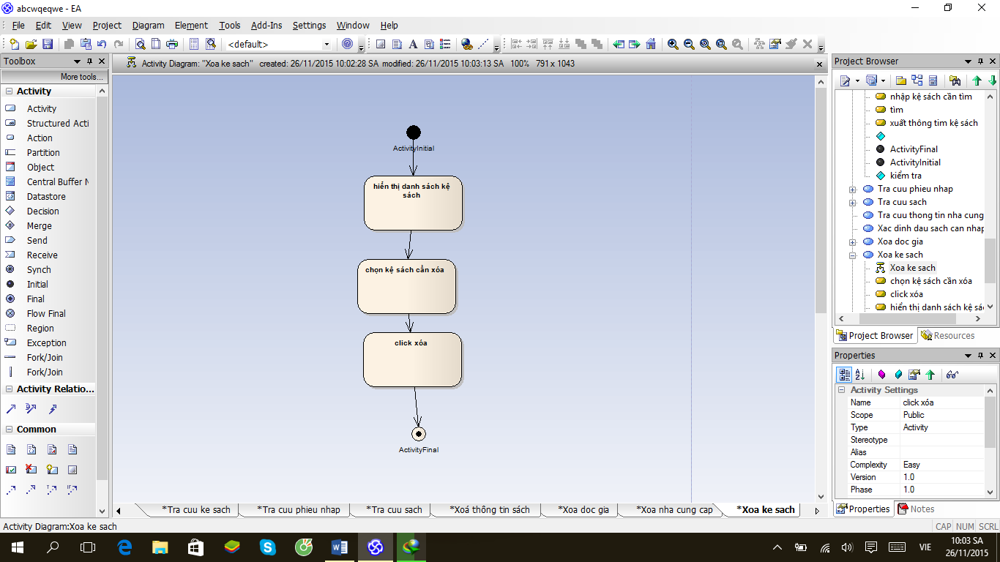 abcwqeqwe - EA
File Edit View Project Diagram Element Tools Add-Ins Settings Window Help
<default>
Toolbox
More tools...
Activity
Activity
Structured Acti
Action
Partition
Object
Central Buffer N
Datastore
Decision
Merge
Send
Receive
Synch
Initial
Final
Flow Final
Region
Exception
Fork/Join
Fork/Join
Activity Relatio...
Common
Activity Diagram: "Xoa ke sach" created: 26/11/2015 10:02:28 SA modified: 26/11/2015 10:03:13 SA 100% 791 x 1043
ActivityInitial
hiển thị danh sách kệ
sách
chọn kệ sách cần xóa
click xóa
ActivityFinal
*Tra cuu ke sach *Tra cuu phieu nhap *Tra cuu sach *Xoá thông tin sách *Xoa doc gia *Xoa nha cung cap *Xoa ke sach
Project Browser
nhập kệ sách cần tìm
tìm
xuất thông tim kệ sách
ActivityFinal
ActivityInitial
kiểm tra
Tra cuu phieu nhap
Tra cuu sach
Tra cuu thong tin nha cung
Xac dinh dau sach can nhap
Xoa doc gia
Xoa ke sach
Xoa ke sach
chọn kệ sách cần xóa
click xóa
hiển thị danh sách kệ sá
Project Browser Resources
Properties
Activity Settings
Name click xóa
Scope Public
Type Activity
Stereotype
Alias
Complexity Easy
Version 1.0
Phase 1.0
Properties Notes
Activity Diagram:Xoa ke sach
CAP NUM SCRL
VIE
10:03 SA
26/11/2015